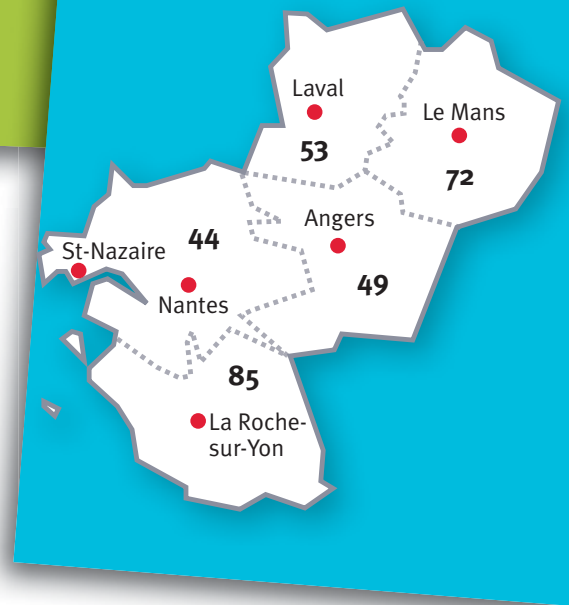 Laval
53
Le Mans
72
Angers
49
44
St-Nazaire
Nantes
85
La Roche-
sur-Yon